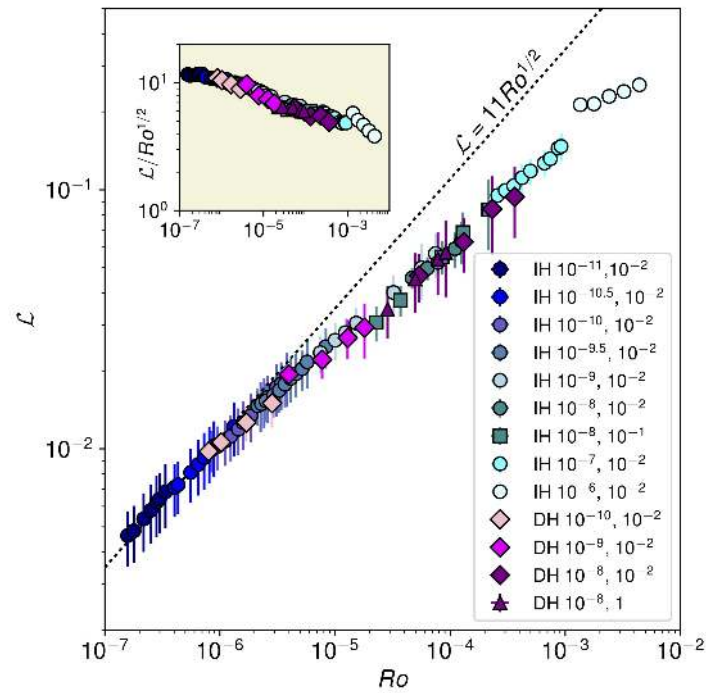 10⁻¹
10⁻²
ℒ
10⁻⁷ 10⁻⁶ 10⁻⁵ 10⁻⁴ 10⁻³ 10⁻²
Ro
ℒ = 11Ro^{1/2}
10¹
10⁰
ℒ/Ro^{1/2}
10⁻⁷ 10⁻⁵ 10⁻³
IH 10⁻¹¹, 10⁻²
IH 10⁻¹⁰·⁵, 10⁻²
IH 10⁻¹⁰, 10⁻²
IH 10⁻⁹·⁵, 10⁻²
IH 10⁻⁹, 10⁻²
IH 10⁻⁸, 10⁻²
IH 10⁻⁸, 10⁻¹
IH 10⁻⁷, 10⁻²
IH 10⁻⁶, 10⁻²
DH 10⁻¹⁰, 10⁻²
DH 10⁻⁹, 10⁻²
DH 10⁻⁸, 10⁻²
DH 10⁻⁸, 1